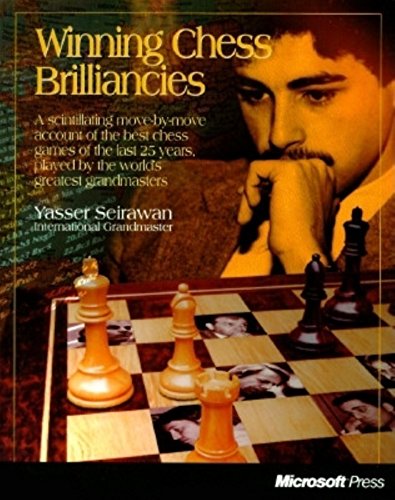 Winning Chess
Brilliancies
A scintillating move-by-move
account of the best chess
games of the last 25 years,
played by the world's
greatest grandmasters
Yasser Seirawan
International Grandmaster
Microsoft Press